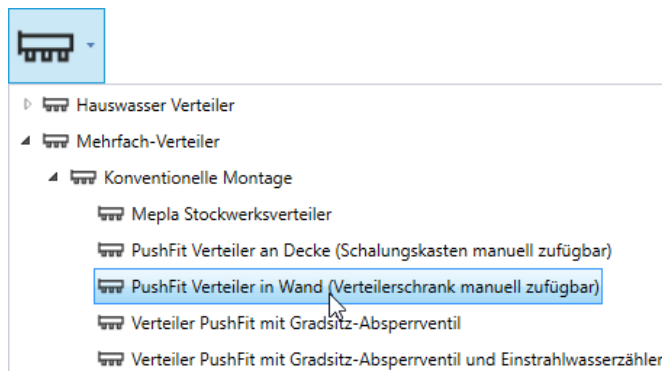 Hauswasser Verteiler
Mehrfach-Verteiler
Konventionelle Montage
Mepla Stockwerksverteiler
PushFit Verteiler an Decke (Schalungskasten manuell zufügbar)
PushFit Verteiler in Wand (Verteilerschrank manuell zufügbar)
Verteiler PushFit mit Gradsitz-Absperrventil
Verteiler PushFit mit Gradsitz-Absperrventil und Einstrahlwasserzähler